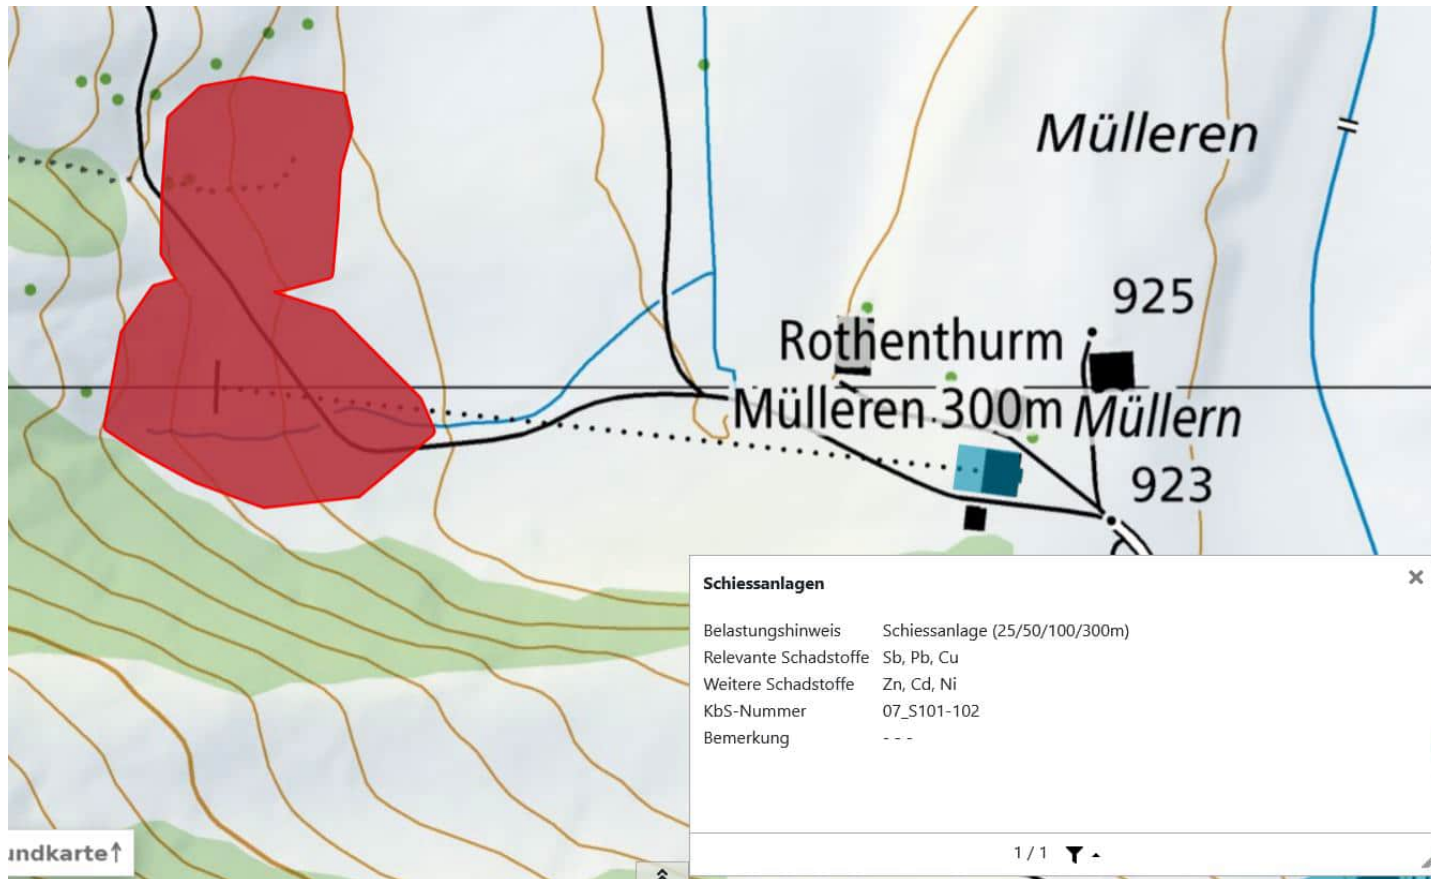 Mülleren
925
Rothenthurm
Mülleren 300m
Müllern
923
Schiessanlagen
Belastungshinweis Schiessanlage (25/50/100/300m)
Relevante Schadstoffe Sb, Pb, Cu
Weitere Schadstoffe Zn, Cd, Ni
KbS-Nummer 07_S101-102
Bemerkung - - -
1 / 1
undkarte↑